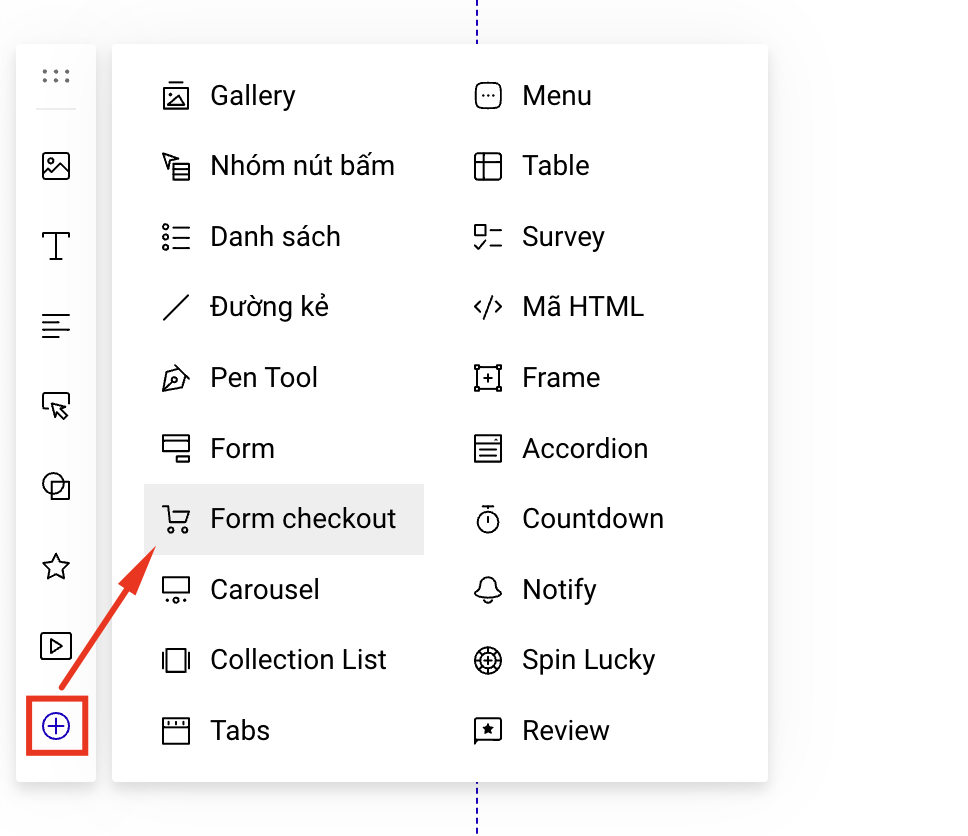 Gallery
Menu
Nhóm nút bấm
Table
Danh sách
Survey
Đường kẻ
Mã HTML
Pen Tool
Frame
Form
Accordion
Form checkout
Countdown
Carousel
Notify
Collection List
Spin Lucky
Tabs
Review